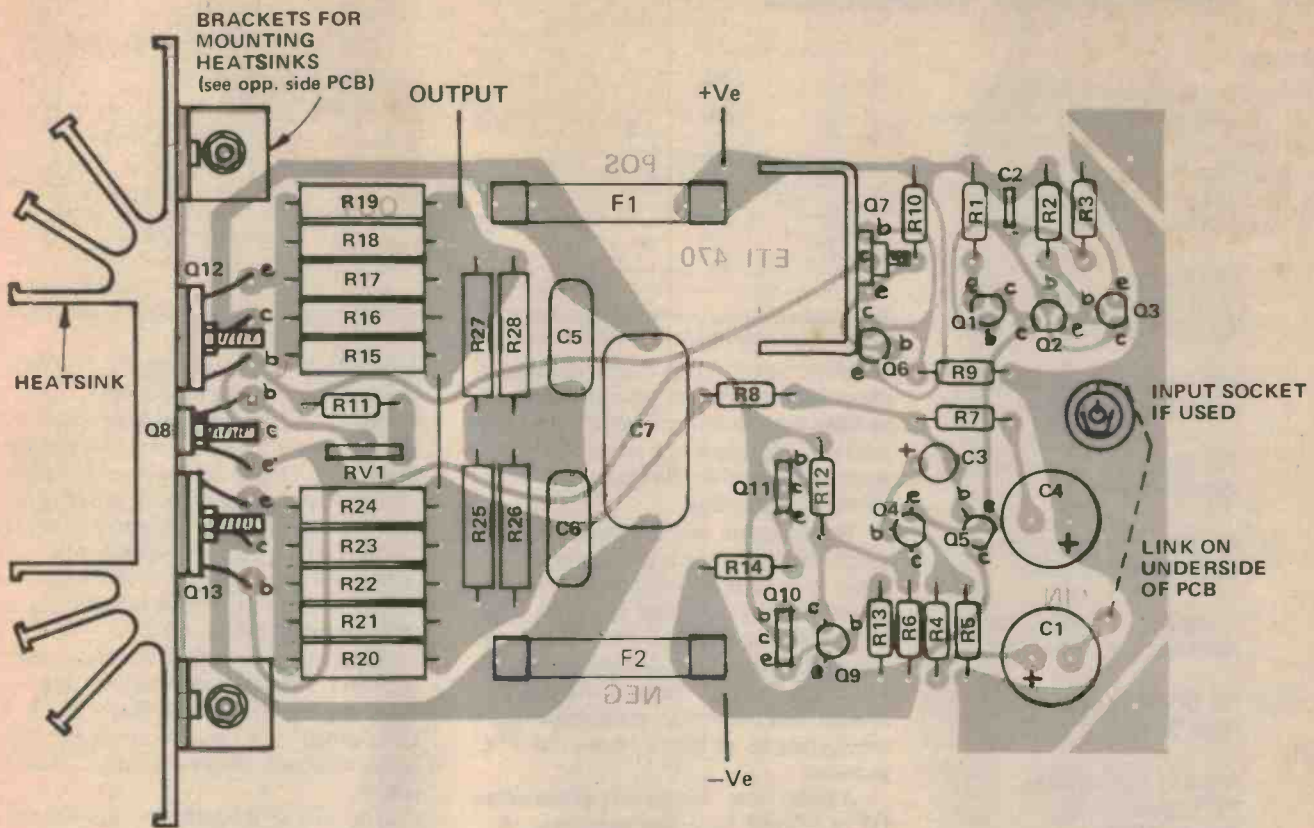 BRACKETS FOR
MOUNTING
HEATSINKS
(see opp. side PCB)
OUTPUT
+Ve
POS
F1
ETI 470
R19
R18
R17
R16
R15
R11
RV1
R24
R23
R22
R21
R20
Q12
e
c
b
HEATSINK
Q8
b
c
e
Q13
e
c
b
R27
R28
C5
R25
R26
C6
C7
F2
NEG
-Ve
Q7
b
c
e
R10
R1
C2
R2
R3
e
c
Q1
b
b
c
Q2
e
b
Q3
c
c
b
Q6
e
R9
R8
R7
INPUT SOCKET
IF USED
C3
+
C4
+
Q11
b
c
e
R12
Q4
e
b
c
b
e
Q5
c
LINK ON
UNDERSIDE
OF PCB
IN
R14
Q10
b
c
e
c
b
e
Q9
R13
R6
R4
R5
C1
+